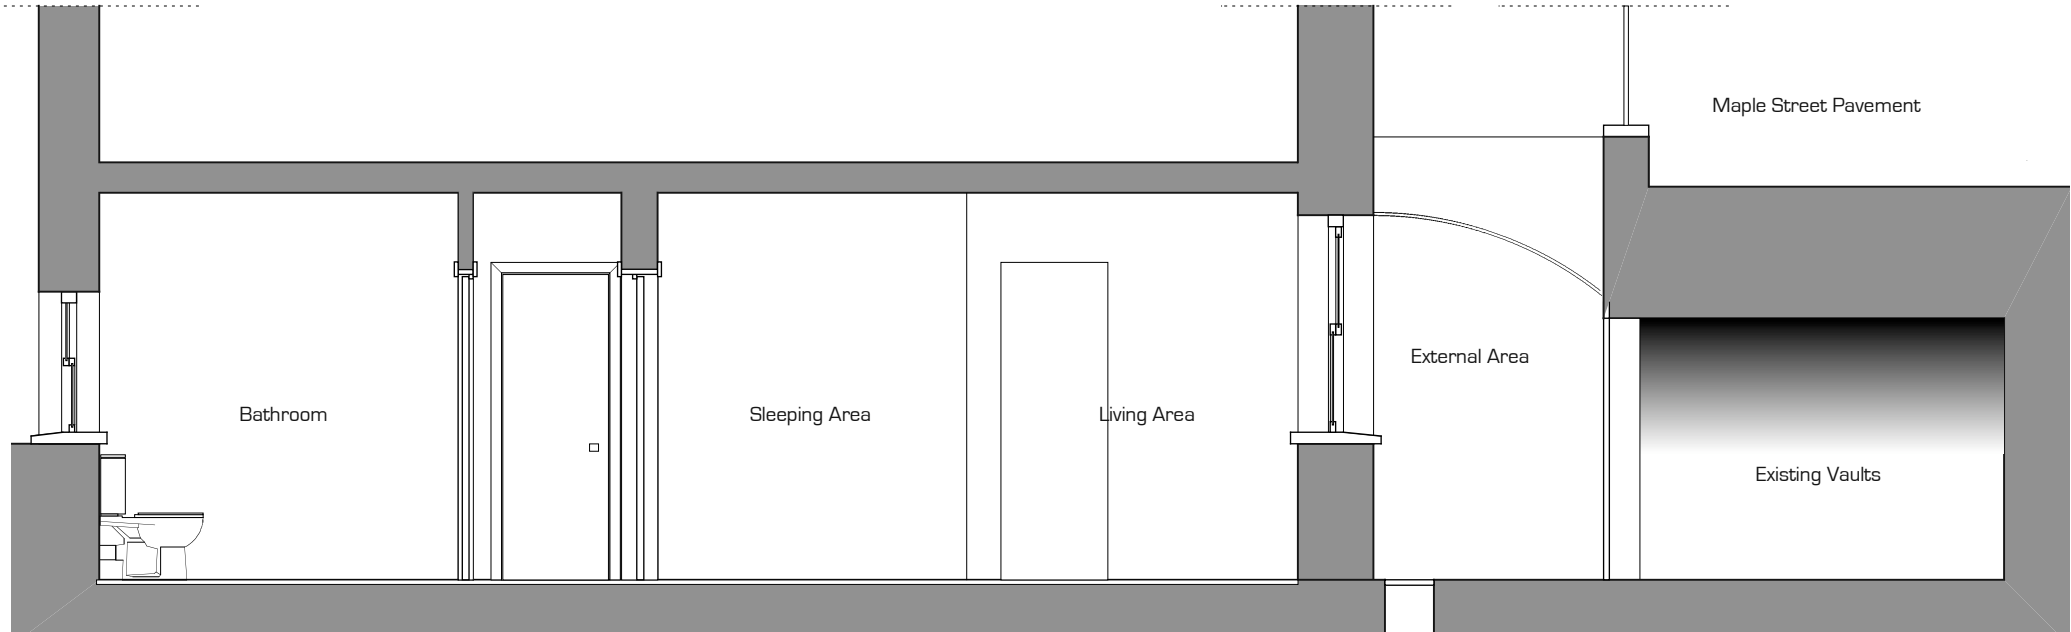 Maple Street Pavement
External Area
Bathroom
Sleeping Area
Living Area
Existing Vaults